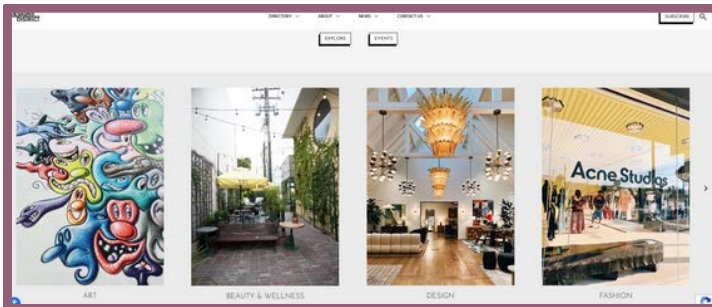 DIRECTORY ABOUT NEWS CONTACT US SUBSCRIBE
EXPLORE EVENTS
Acne Studios
ART BEAUTY & WELLNESS DESIGN FASHION